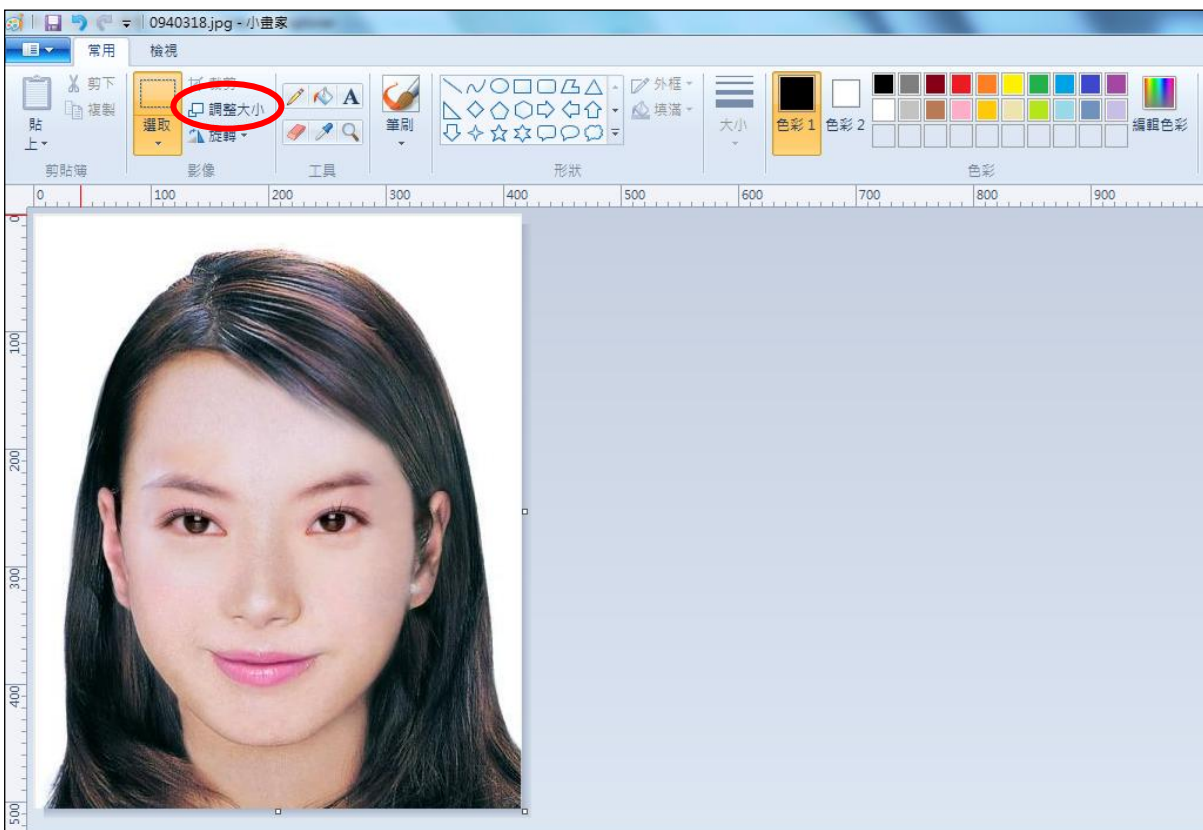 0940318.jpg - 小畫家
常用 檢視
剪下
複製
貼上
選取
裁剪
調整大小
旋轉
A
筆刷
外框
填滿
大小
色彩 1
色彩 2
編輯色彩
剪貼簿 影像 工具 形狀 色彩
0 100 200 300 400 500 600 700 800 900
0
100
200
300
400
500